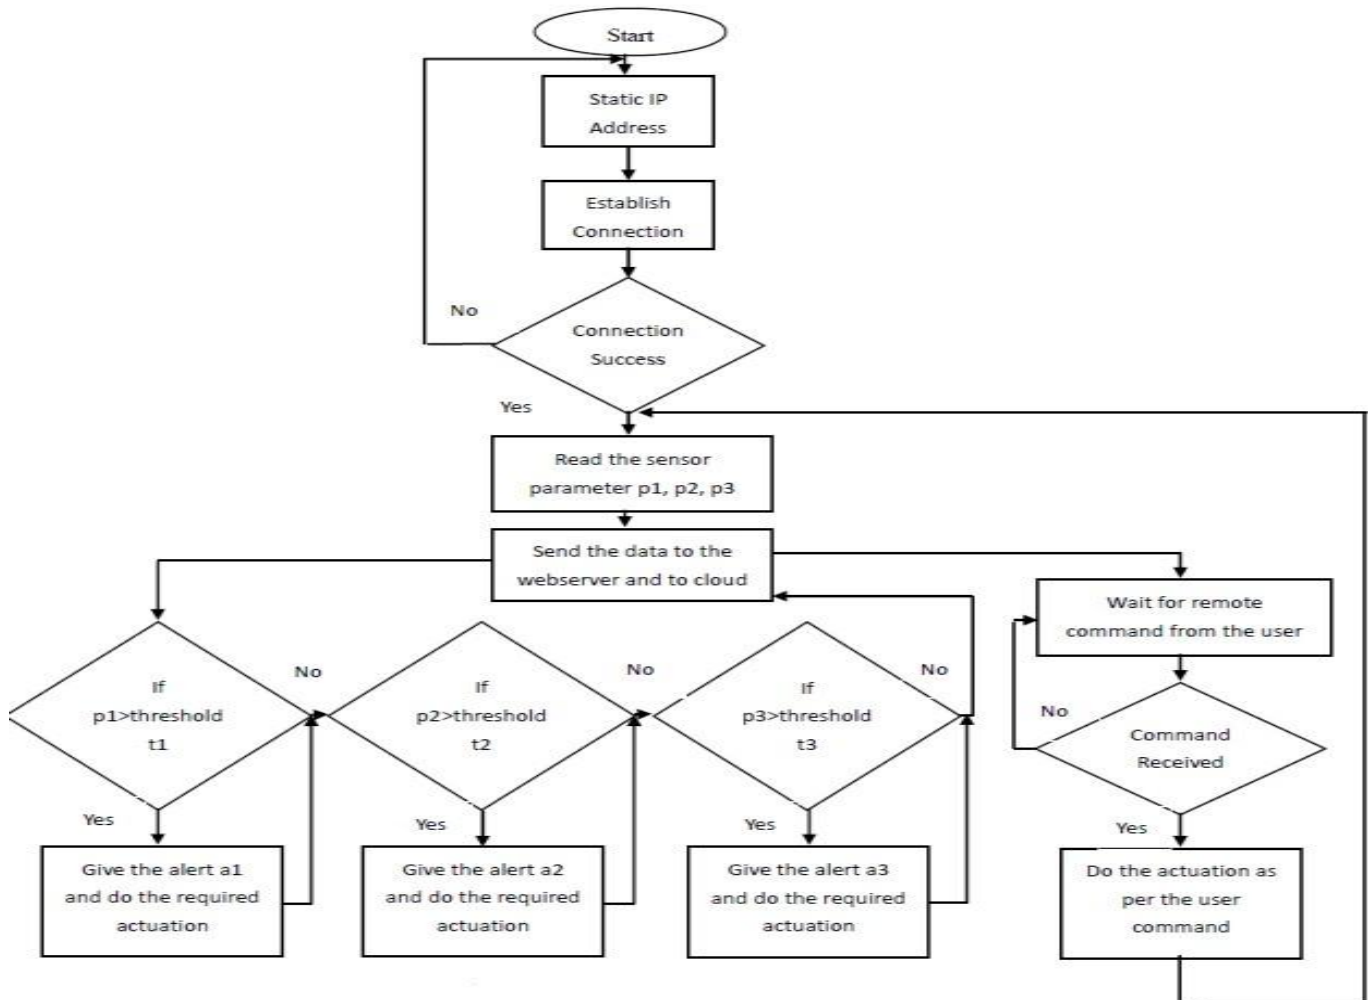 Start
Static IP
Address
Establish
Connection
No
Connection
Success
Yes
Read the sensor
parameter p1, p2, p3
Send the data to the
webserver and to cloud
Wait for remote
command from the user
No
No
No
If
p1>threshold
t1
If
p2>threshold
t2
If
p3>threshold
t3
No
Command
Received
Yes
Yes
Yes
Yes
Give the alert a1
and do the required
actuation
Give the alert a2
and do the required
actuation
Give the alert a3
and do the required
actuation
Do the actuation as
per the user
command